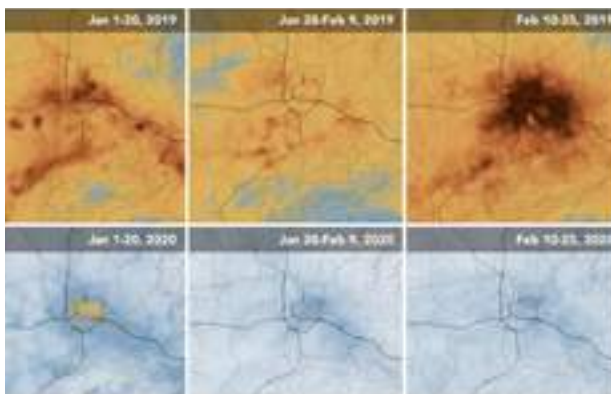 Jan 1-20, 2019
Jan 28-Feb 9, 2019
Feb 10-25, 2019
Jan 1-20, 2020
Jan 28-Feb 9, 2020
Feb 10-25, 2020